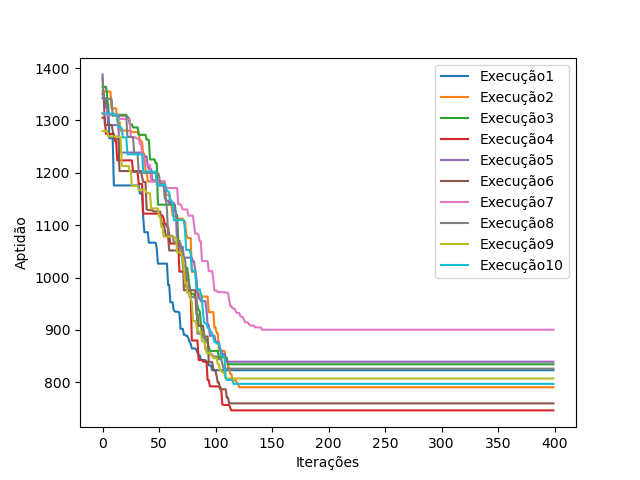 1400
1300
1200
1100
1000
900
800
Aptidão
0
50
100
150
200
250
300
350
400
Iterações
Execução1
Execução2
Execução3
Execução4
Execução5
Execução6
Execução7
Execução8
Execução9
Execução10